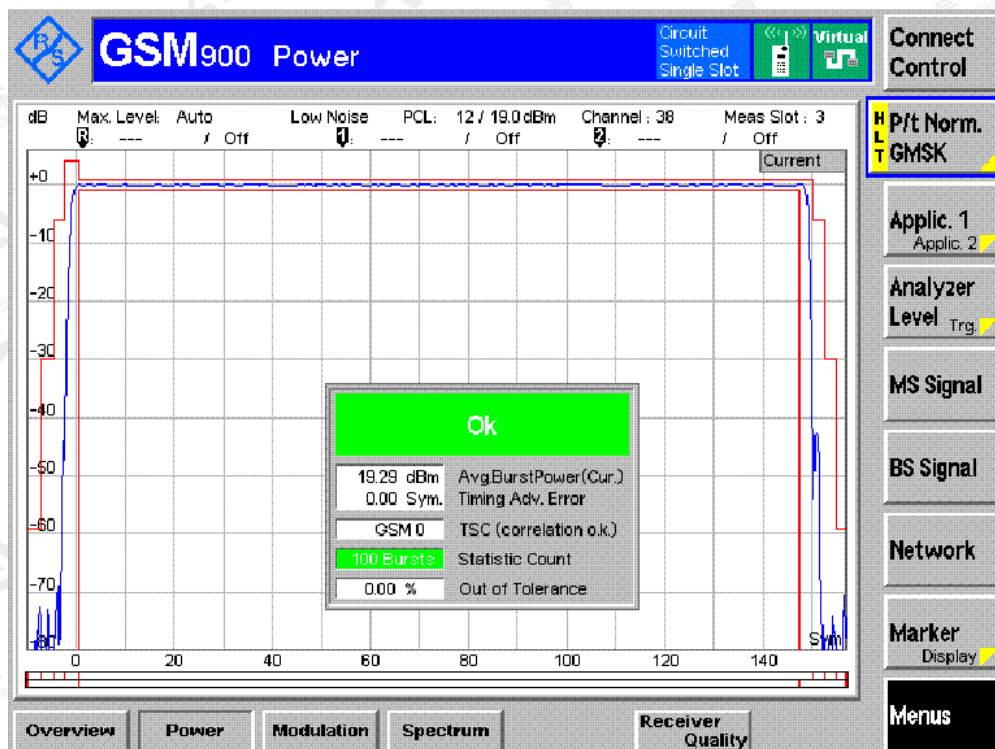 R/S
GSM900 Power
Circuit Switched Single Slot
Virtual
Connect Control
dB Max. Level: Auto Low Noise PCL: 12 / 19.0 dBm Channel : 38 Meas Slot : 3
R: --- / Off 1: --- / Off 2: --- / Off
Current
HLT P/t Norm. GMSK
Applic. 1
Applic. 2
Analyzer Level Trg.
MS Signal
BS Signal
Network
Marker
Display
Menus
+0
-10
-20
-30
-40
-50
-60
-70
-80
Ok
19.29 dBm Avg.BurstPower(Cur.)
0.00 Sym. Timing Adv. Error
GSM 0 TSC (correlation o.k.)
100 Bursts Statistic Count
0.00 % Out of Tolerance
Sym
0 20 40 60 80 100 120 140
Overview Power Modulation Spectrum Receiver Quality